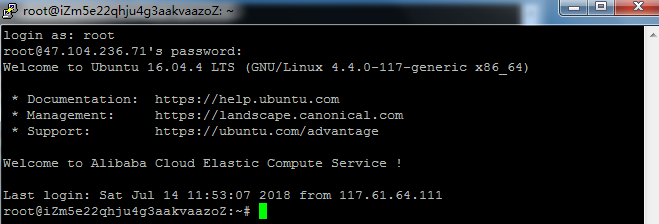 root@iZm5e22qhju4g3aakvaazoZ: ~
login as: root
root@47.104.236.71's password:
Welcome to Ubuntu 16.04.4 LTS (GNU/Linux 4.4.0-117-generic x86_64)
* Documentation:  https://help.ubuntu.com
* Management:     https://landscape.canonical.com
* Support:        https://ubuntu.com/advantage
Welcome to Alibaba Cloud Elastic Compute Service !
Last login: Sat Jul 14 11:53:07 2018 from 117.61.64.111
root@iZm5e22qhju4g3aakvaazoZ:~#